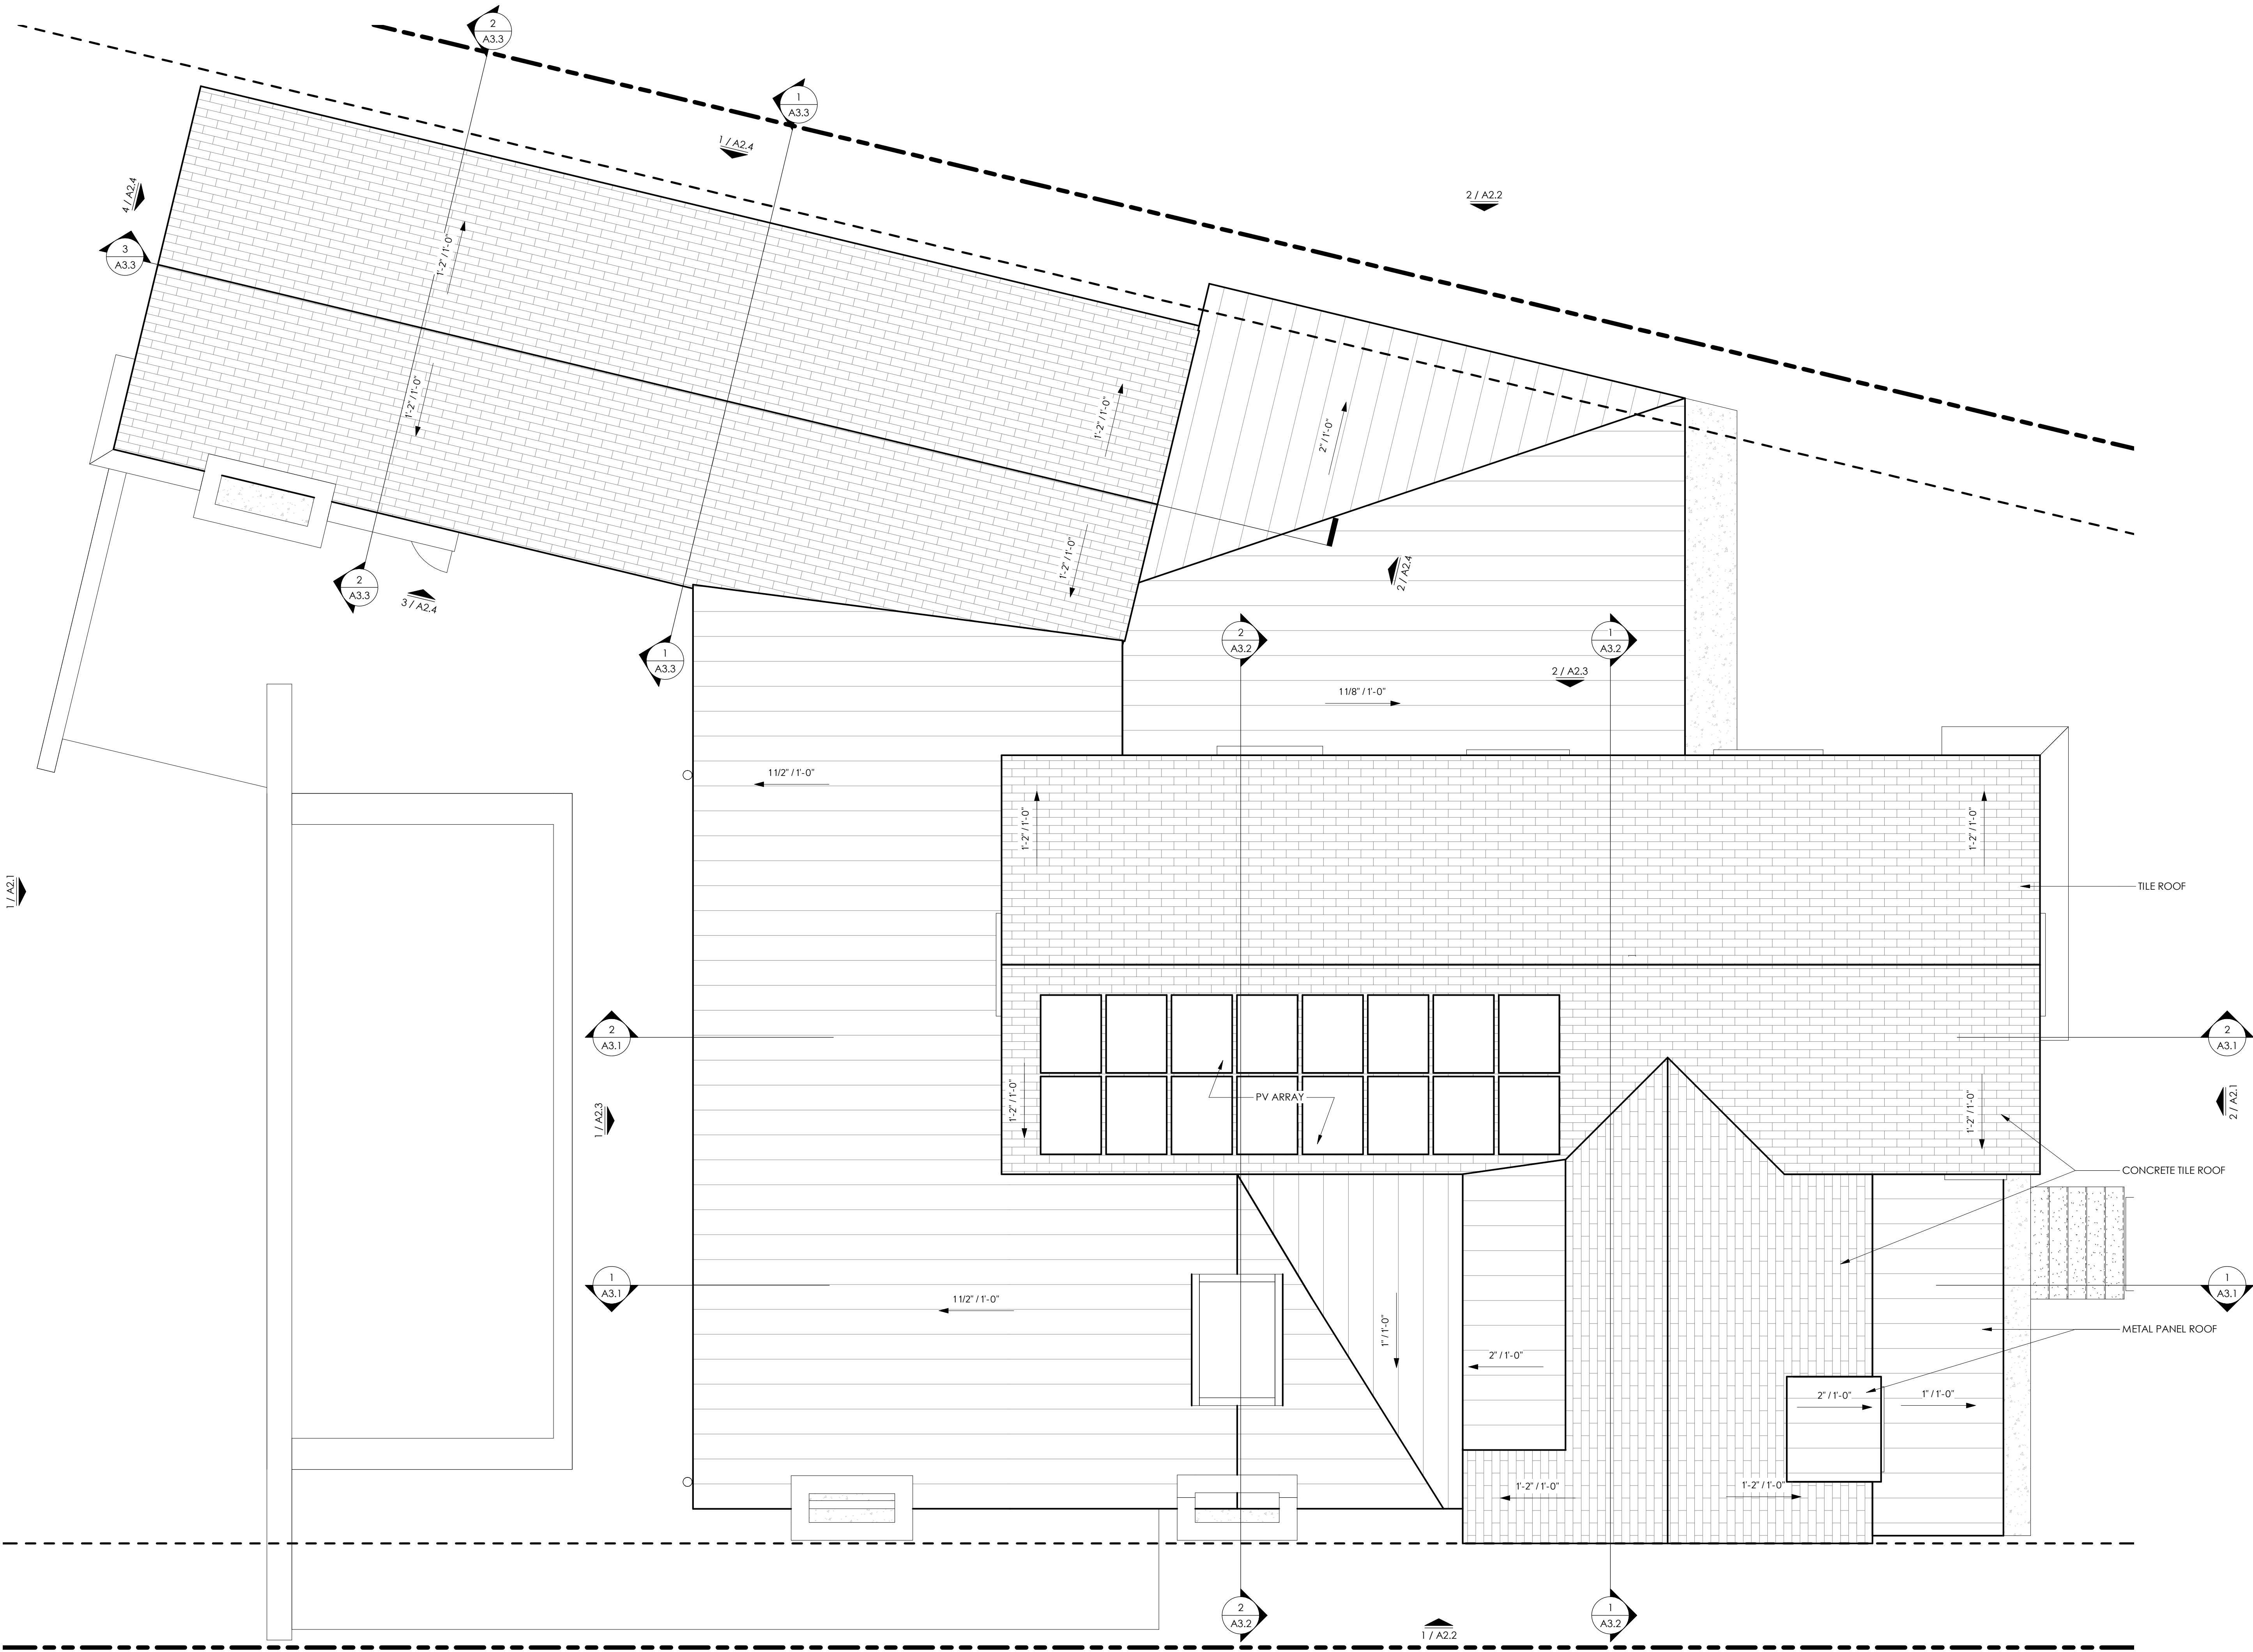 2
A3.3
1
A3.3
1 / A2.4
4 / A2.4
2 / A2.2
3
A3.3
1'-2" / 1'-0"
1'-2" / 1'-0"
1'-2" / 1'-0"
2" / 1'-0"
1'-2" / 1'-0"
2
A3.3
3 / A2.4
2 / A2.4
1
A3.3
2
A3.2
1
A3.2
2 / A2.3
1 1/8" / 1'-0"
1 1/2" / 1'-0"
1'-2" / 1'-0"
1'-2" / 1'-0"
1 / A2.1
TILE ROOF
2
A3.1
2
A3.1
PV ARRAY
1'-2" / 1'-0"
1'-2" / 1'-0"
1 / A2.3
2 / A2.1
CONCRETE TILE ROOF
1
A3.1
1
A3.1
1 1/2" / 1'-0"
1" / 1'-0"
METAL PANEL ROOF
2" / 1'-0"
2" / 1'-0"
1" / 1'-0"
1'-2" / 1'-0"
1'-2" / 1'-0"
2
A3.2
1
A3.2
1 / A2.2